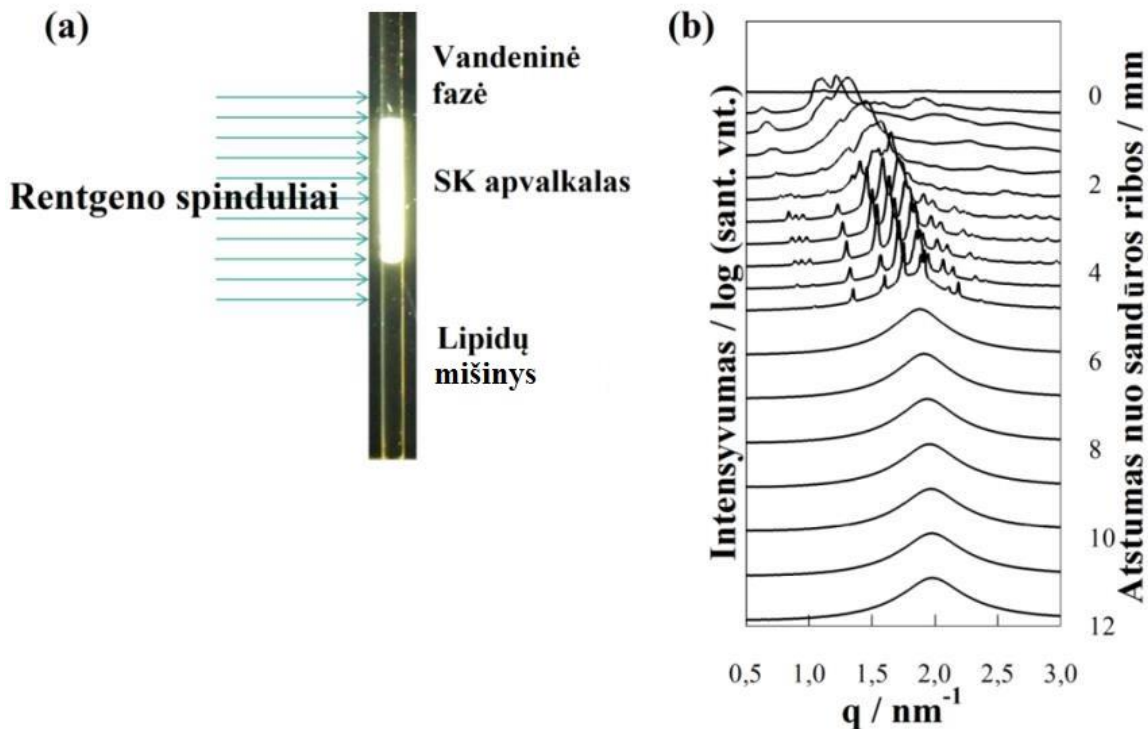 (a)
Vandeninė
fazė
SK apvalkalas
Rentgeno spinduliai
Lipidų
mišinys
(b)
Intensyvumas / log (sant. vnt.)
0
2
4
6
8
10
12
Atstumas nuo sandūros ribos / mm
0,5 1,0 1,5 2,0 2,5 3,0
q / nm⁻¹